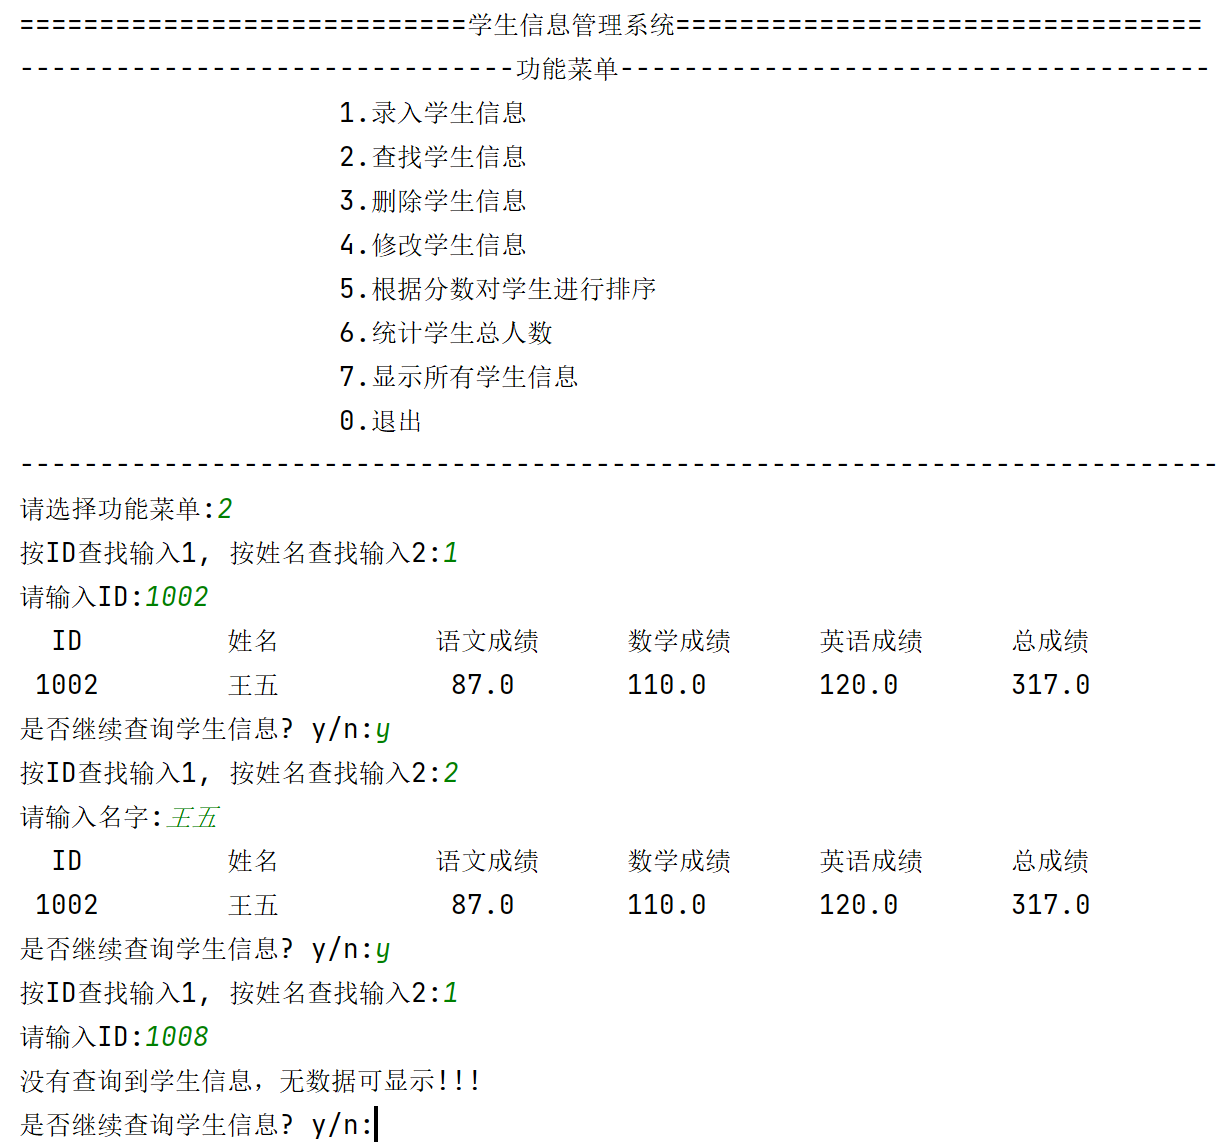 ============================学生信息管理系统=================================
-------------------------------功能菜单-------------------------------------
1.录入学生信息
2.查找学生信息
3.删除学生信息
4.修改学生信息
5.根据分数对学生进行排序
6.统计学生总人数
7.显示所有学生信息
0.退出
---------------------------------------------------------------------------
请选择功能菜单:2
按ID查找输入1, 按姓名查找输入2:1
请输入ID:1002
ID 姓名 语文成绩 数学成绩 英语成绩 总成绩
1002 王五 87.0 110.0 120.0 317.0
是否继续查询学生信息? y/n:y
按ID查找输入1, 按姓名查找输入2:2
请输入名字:王五
ID 姓名 语文成绩 数学成绩 英语成绩 总成绩
1002 王五 87.0 110.0 120.0 317.0
是否继续查询学生信息? y/n:y
按ID查找输入1, 按姓名查找输入2:1
请输入ID:1008
没有查询到学生信息，无数据可显示!!!
是否继续查询学生信息? y/n: